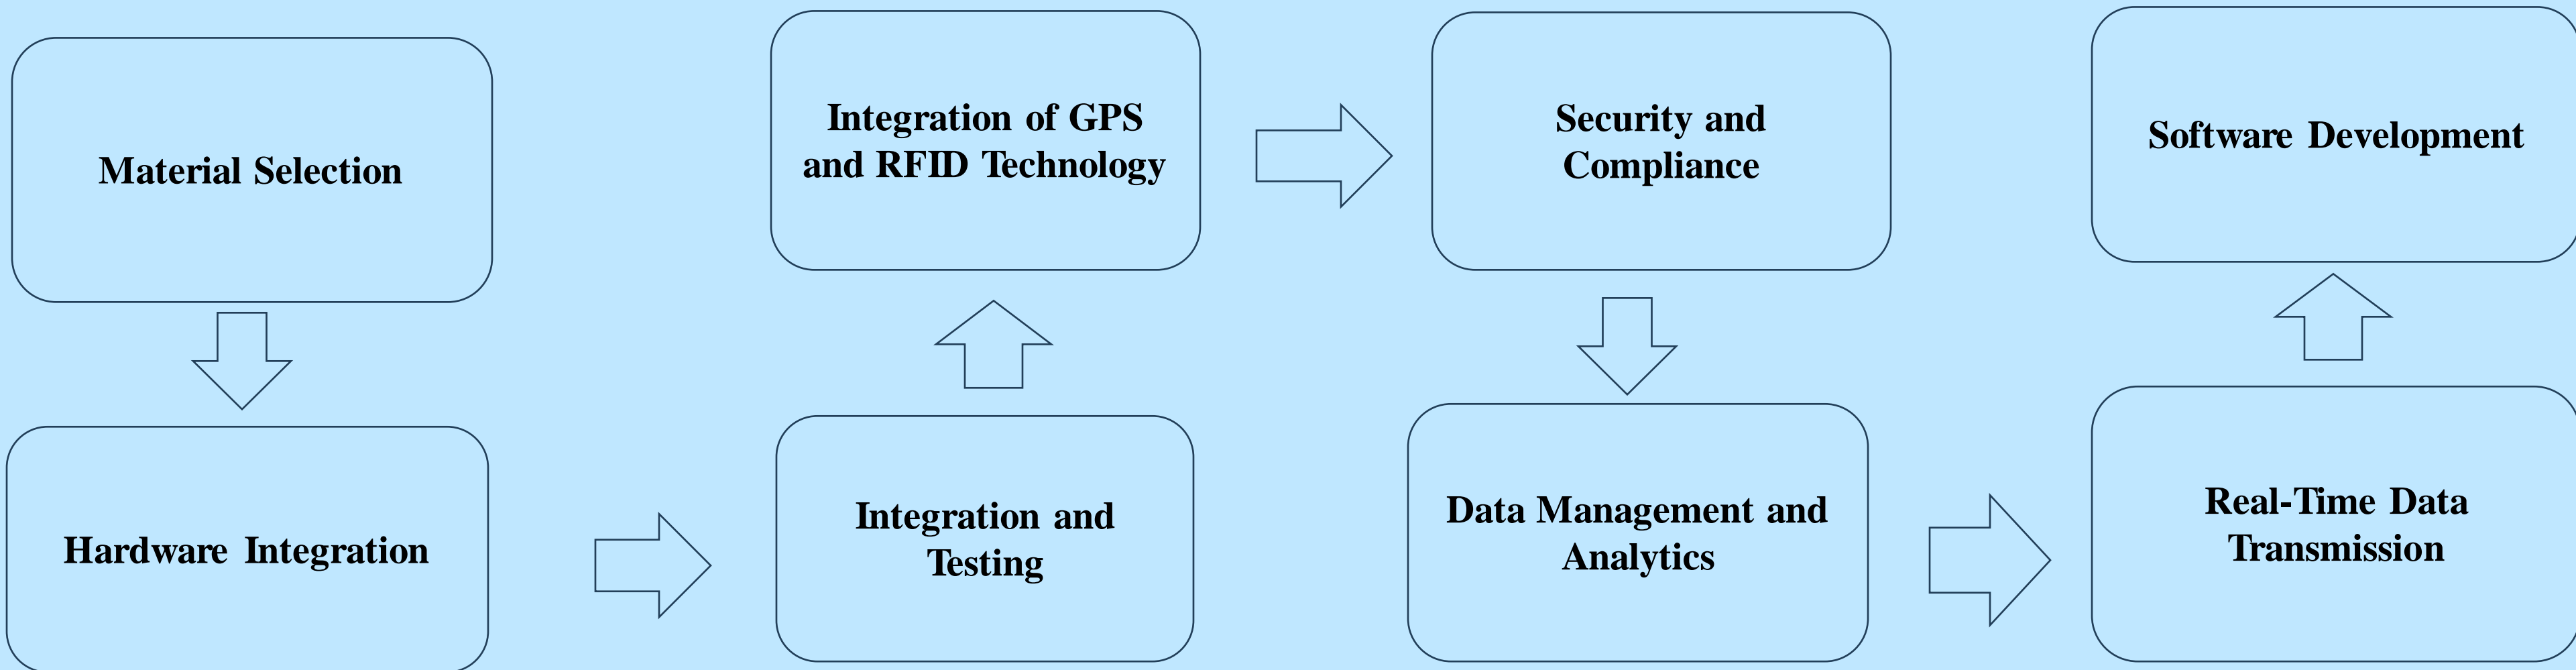 Material Selection
Hardware Integration
Integration and
Testing
Integration of GPS
and RFID Technology
Security and
Compliance
Data Management and
Analytics
Real-Time Data
Transmission
Software Development